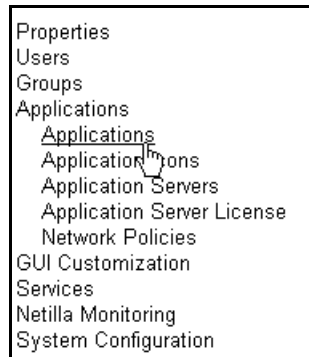 Properties
Users
Groups
Applications
Applications
Application
Application Servers
Application Server License
Network Policies
GUI Customization
Services
Netilla Monitoring
System Configuration